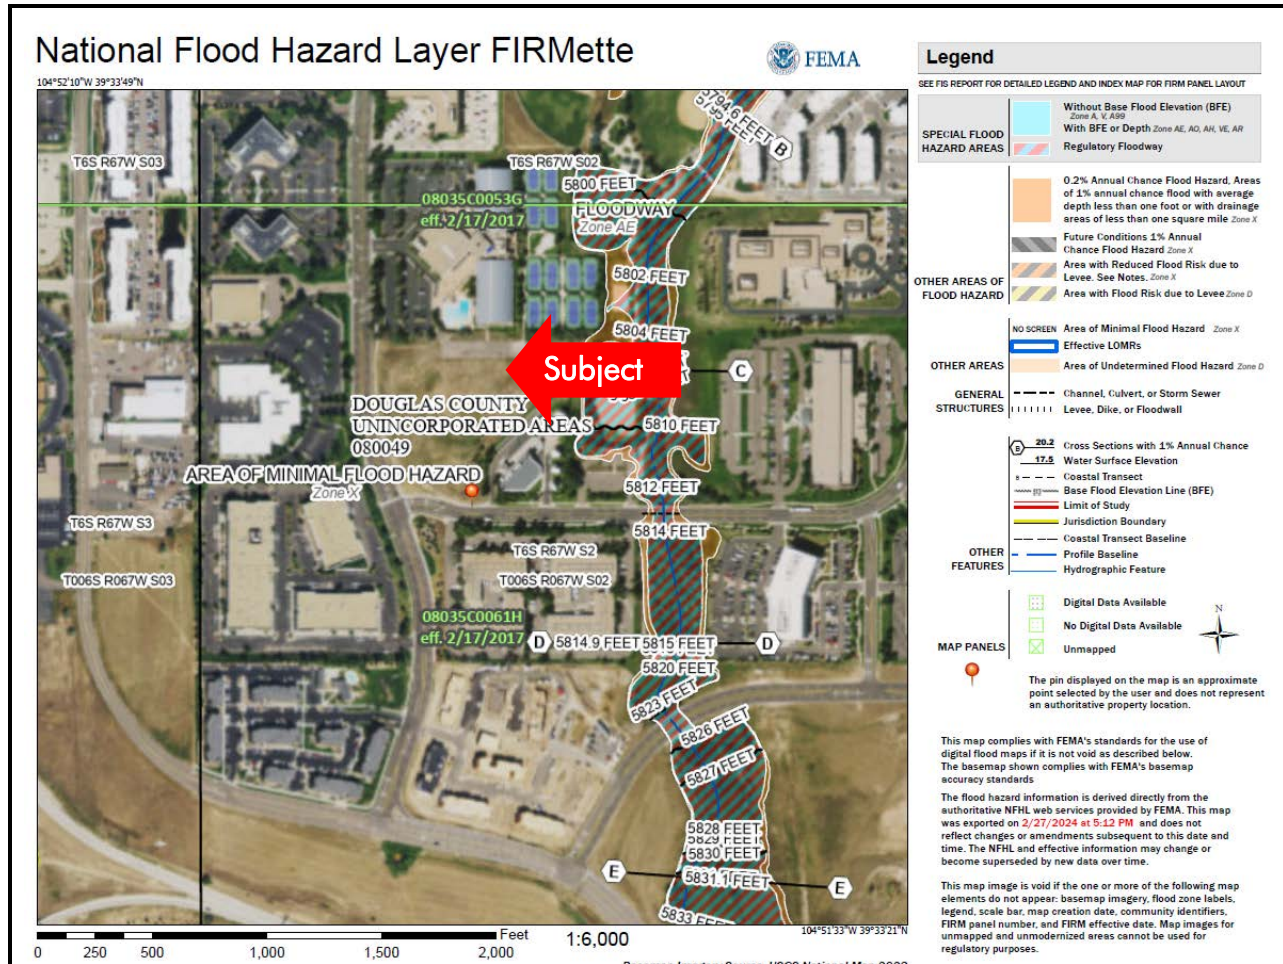 National Flood Hazard Layer FIRMette
FEMA
104°52'10"W 39°33'49"N
T6S R67W S03
T6S R67W S02
5794.6 FEET
5795 FEET
B
5800 FEET
08035C0053G
eff. 2/17/2017
FLOODWAY
Zone AE
5802 FEET
5804 FEET
Subject
C
DOUGLAS COUNTY
UNINCORPORATED AREAS
080049
5810 FEET
AREA OF MINIMAL FLOOD HAZARD
Zone X
5812 FEET
5814 FEET
T6S R67W S3
T6S R67W S2
T006S R067W S03
T006S R067W S02
08035C0061H
eff. 2/17/2017
D
5814.9 FEET
5815 FEET
D
5820 FEET
5823 FEET
5826 FEET
5827 FEET
5828 FEET
5829 FEET
5830 FEET
E
5831.1 FEET
E
5833 FEET
104°51'33"W 39°33'21"N
Feet
1:6,000
0 250 500 1,000 1,500 2,000
Legend
SEE FIS REPORT FOR DETAILED LEGEND AND INDEX MAP FOR FIRM PANEL LAYOUT
SPECIAL FLOOD
HAZARD AREAS
Without Base Flood Elevation (BFE)
Zone A, V, A99
With BFE or Depth Zone AE, AO, AH, VE, AR
Regulatory Floodway
OTHER AREAS OF
FLOOD HAZARD
0.2% Annual Chance Flood Hazard, Areas
of 1% annual chance flood with average
depth less than one foot or with drainage
areas of less than one square mile Zone X
Future Conditions 1% Annual
Chance Flood Hazard Zone X
Area with Reduced Flood Risk due to
Levee. See Notes. Zone X
Area with Flood Risk due to Levee Zone D
OTHER AREAS
NO SCREEN Area of Minimal Flood Hazard Zone X
Effective LOMRs
Area of Undetermined Flood Hazard Zone D
GENERAL
STRUCTURES
Channel, Culvert, or Storm Sewer
Levee, Dike, or Floodwall
OTHER
FEATURES
B 20.2 Cross Sections with 1% Annual Chance
17.5 Water Surface Elevation
8 Coastal Transect
Base Flood Elevation Line (BFE)
Limit of Study
Jurisdiction Boundary
Coastal Transect Baseline
Profile Baseline
Hydrographic Feature
MAP PANELS
Digital Data Available
No Digital Data Available
Unmapped
N
The pin displayed on the map is an approximate
point selected by the user and does not represent
an authoritative property location.
This map complies with FEMA's standards for the use of
digital flood maps if it is not void as described below.
The basemap shown complies with FEMA's basemap
accuracy standards
The flood hazard information is derived directly from the
authoritative NFHL web services provided by FEMA. This map
was exported on 2/27/2024 at 5:12 PM and does not
reflect changes or amendments subsequent to this date and
time. The NFHL and effective information may change or
become superseded by new data over time.
This map image is void if the one or more of the following map
elements do not appear: basemap imagery, flood zone labels,
legend, scale bar, map creation date, community identifiers,
FIRM panel number, and FIRM effective date. Map images for
unmapped and unmodernized areas cannot be used for
regulatory purposes.